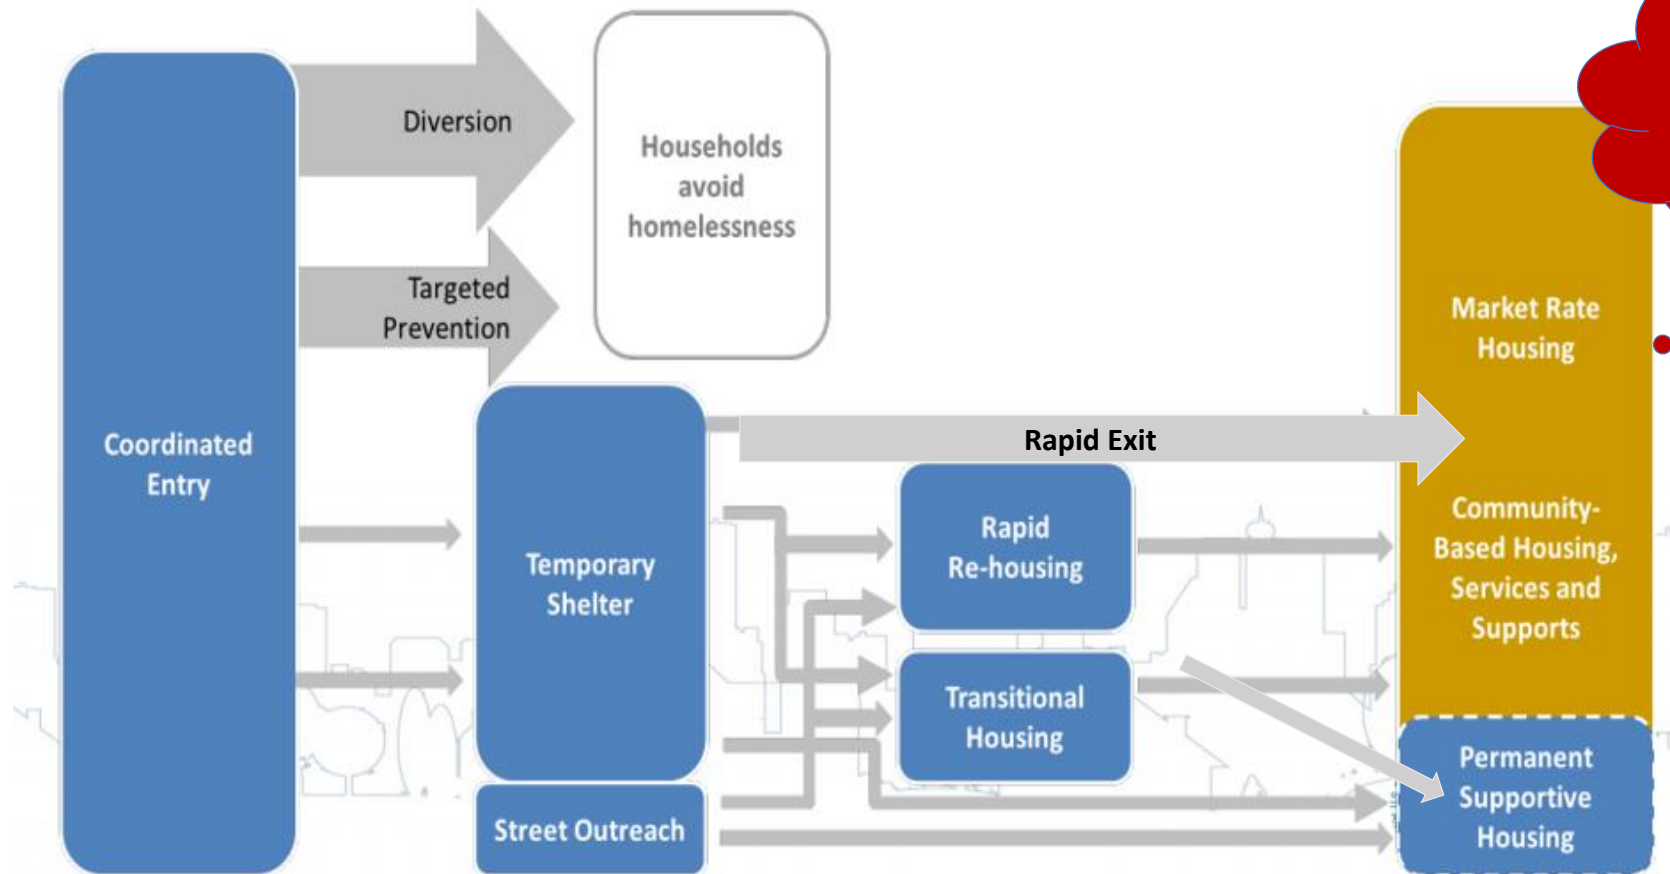 Diversion
Households
avoid
homelessness
Targeted
Prevention
Market Rate
Housing
Coordinated
Entry
Rapid Exit
Temporary
Shelter
Rapid
Re-housing
Community-
Based Housing,
Services and
Supports
Transitional
Housing
Street Outreach
Permanent
Supportive
Housing